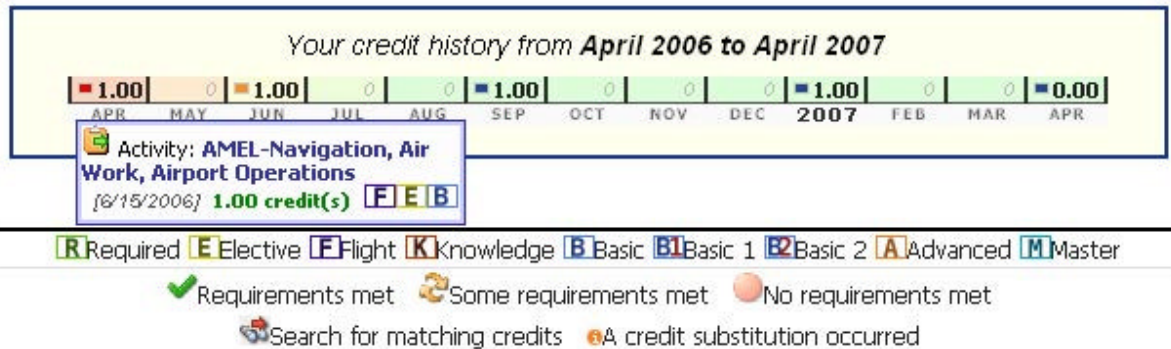 Your credit history from April 2006 to April 2007
1.00 0 1.00 0 0 1.00 0 0 0 1.00 0 0 0.00
APR MAY JUN JUL AUG SEP OCT NOV DEC 2007 FEB MAR APR
Activity: AMEL-Navigation, Air
Work, Airport Operations
[6/15/2006] 1.00 credit(s) F E B
R Required E Elective F Flight K Knowledge B Basic B1 Basic 1 B2 Basic 2 A Advanced M Master
Requirements met Some requirements met No requirements met
Search for matching credits A credit substitution occurred